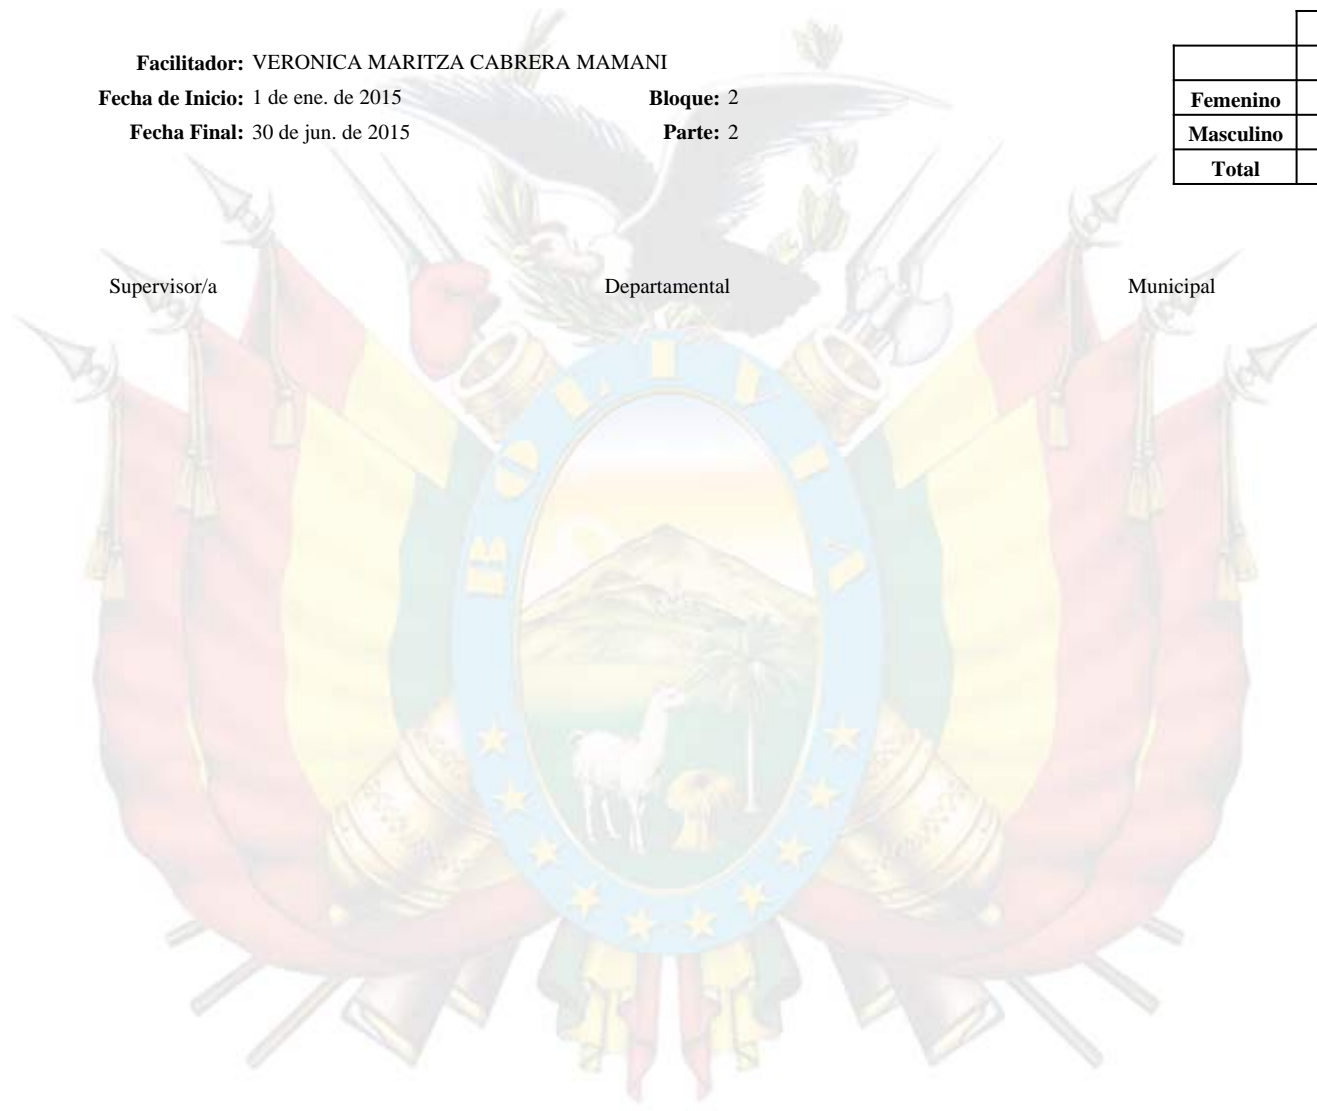 Facilitador: VERONICA MARITZA CABRERA MAMANI
Fecha de Inicio: 1 de ene. de 2015 Bloque: 2
Fecha Final: 30 de jun. de 2015 Parte: 2
Femenino
Masculino
Total
Supervisor/a Departamental Municipal
BOLIVIA